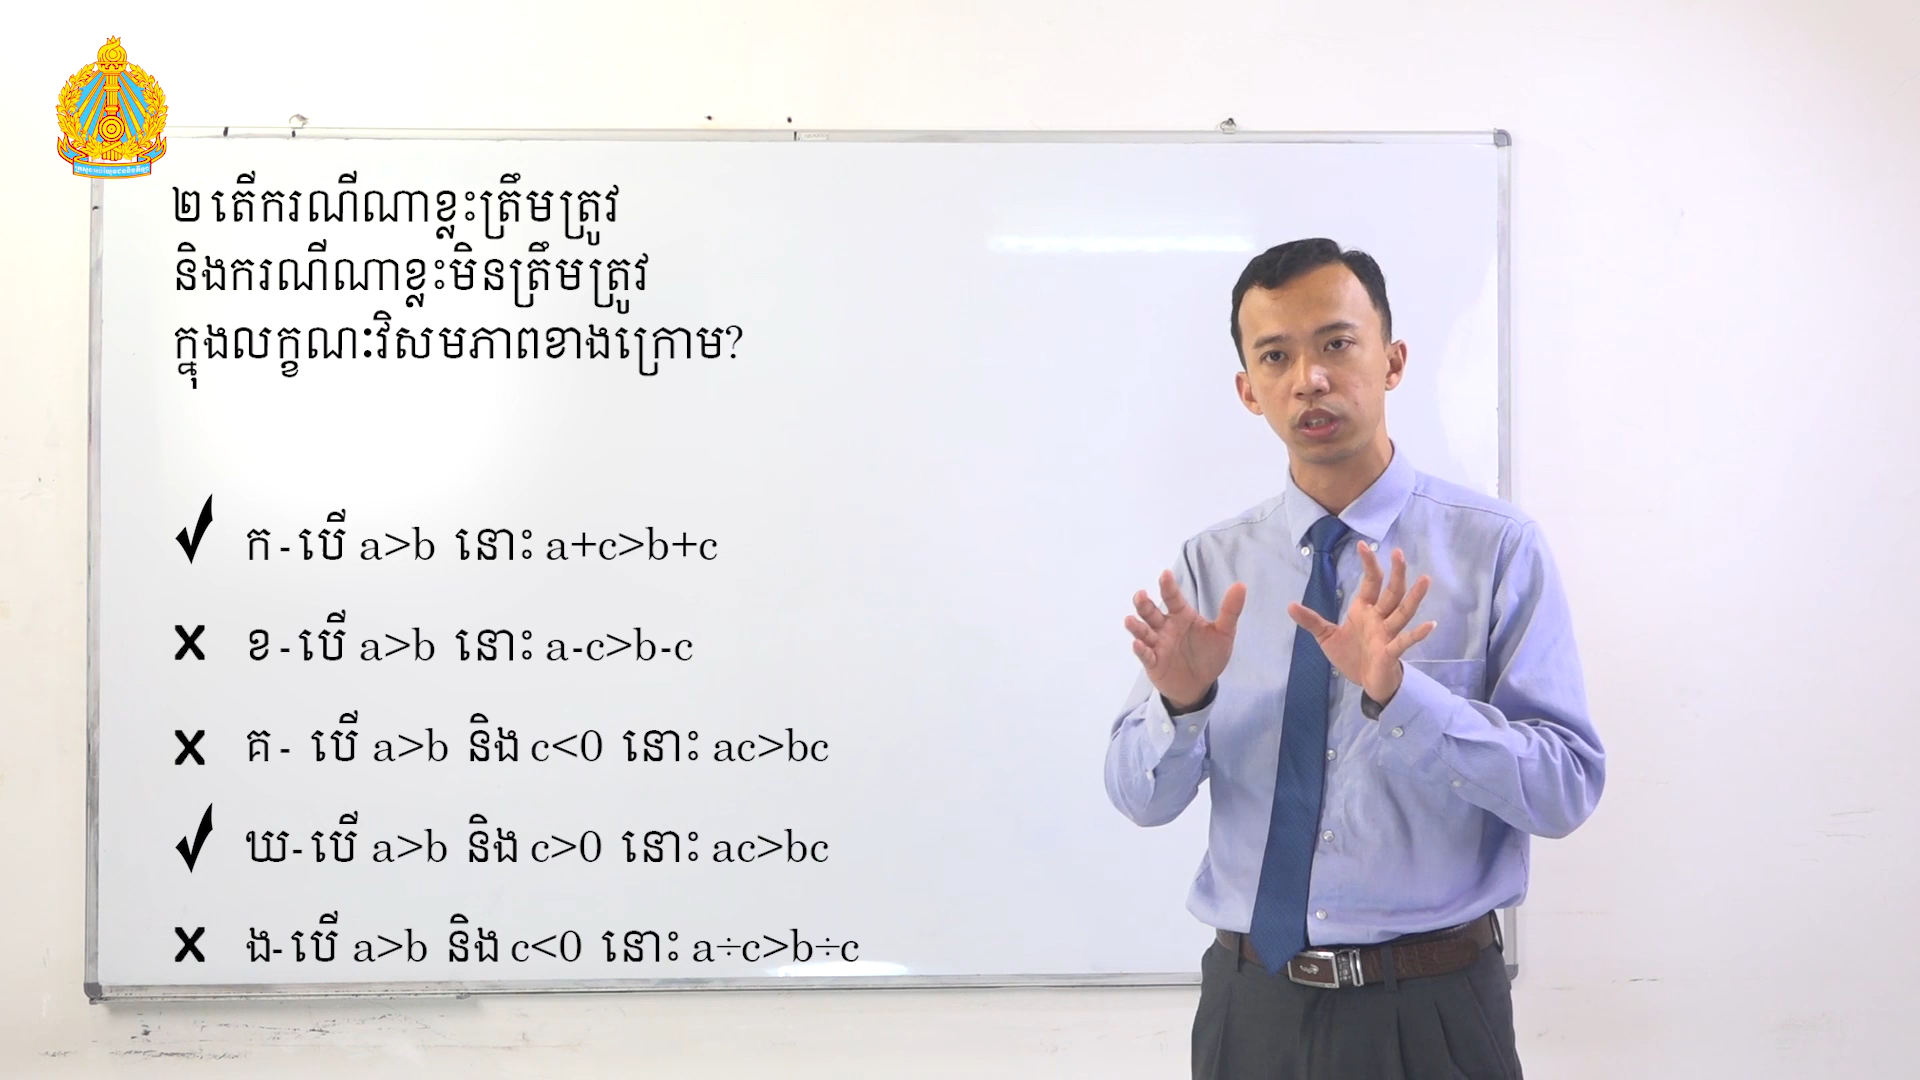 ២ តើករណីណាខ្លះត្រឹមត្រូវ
និងករណីណាខ្លះមិនត្រឹមត្រូវ
ក្នុងលក្ខណៈវិសមភាពខាងក្រោម?
✓ ក - បើ a>b នោះ a+c>b+c
X ខ - បើ a>b នោះ a-c>b-c
X គ - បើ a>b និង c<0 នោះ ac>bc
✓ ឃ- បើ a>b និង c>0 នោះ ac>bc
X ង- បើ a>b និង c<0 នោះ a÷c>b÷c